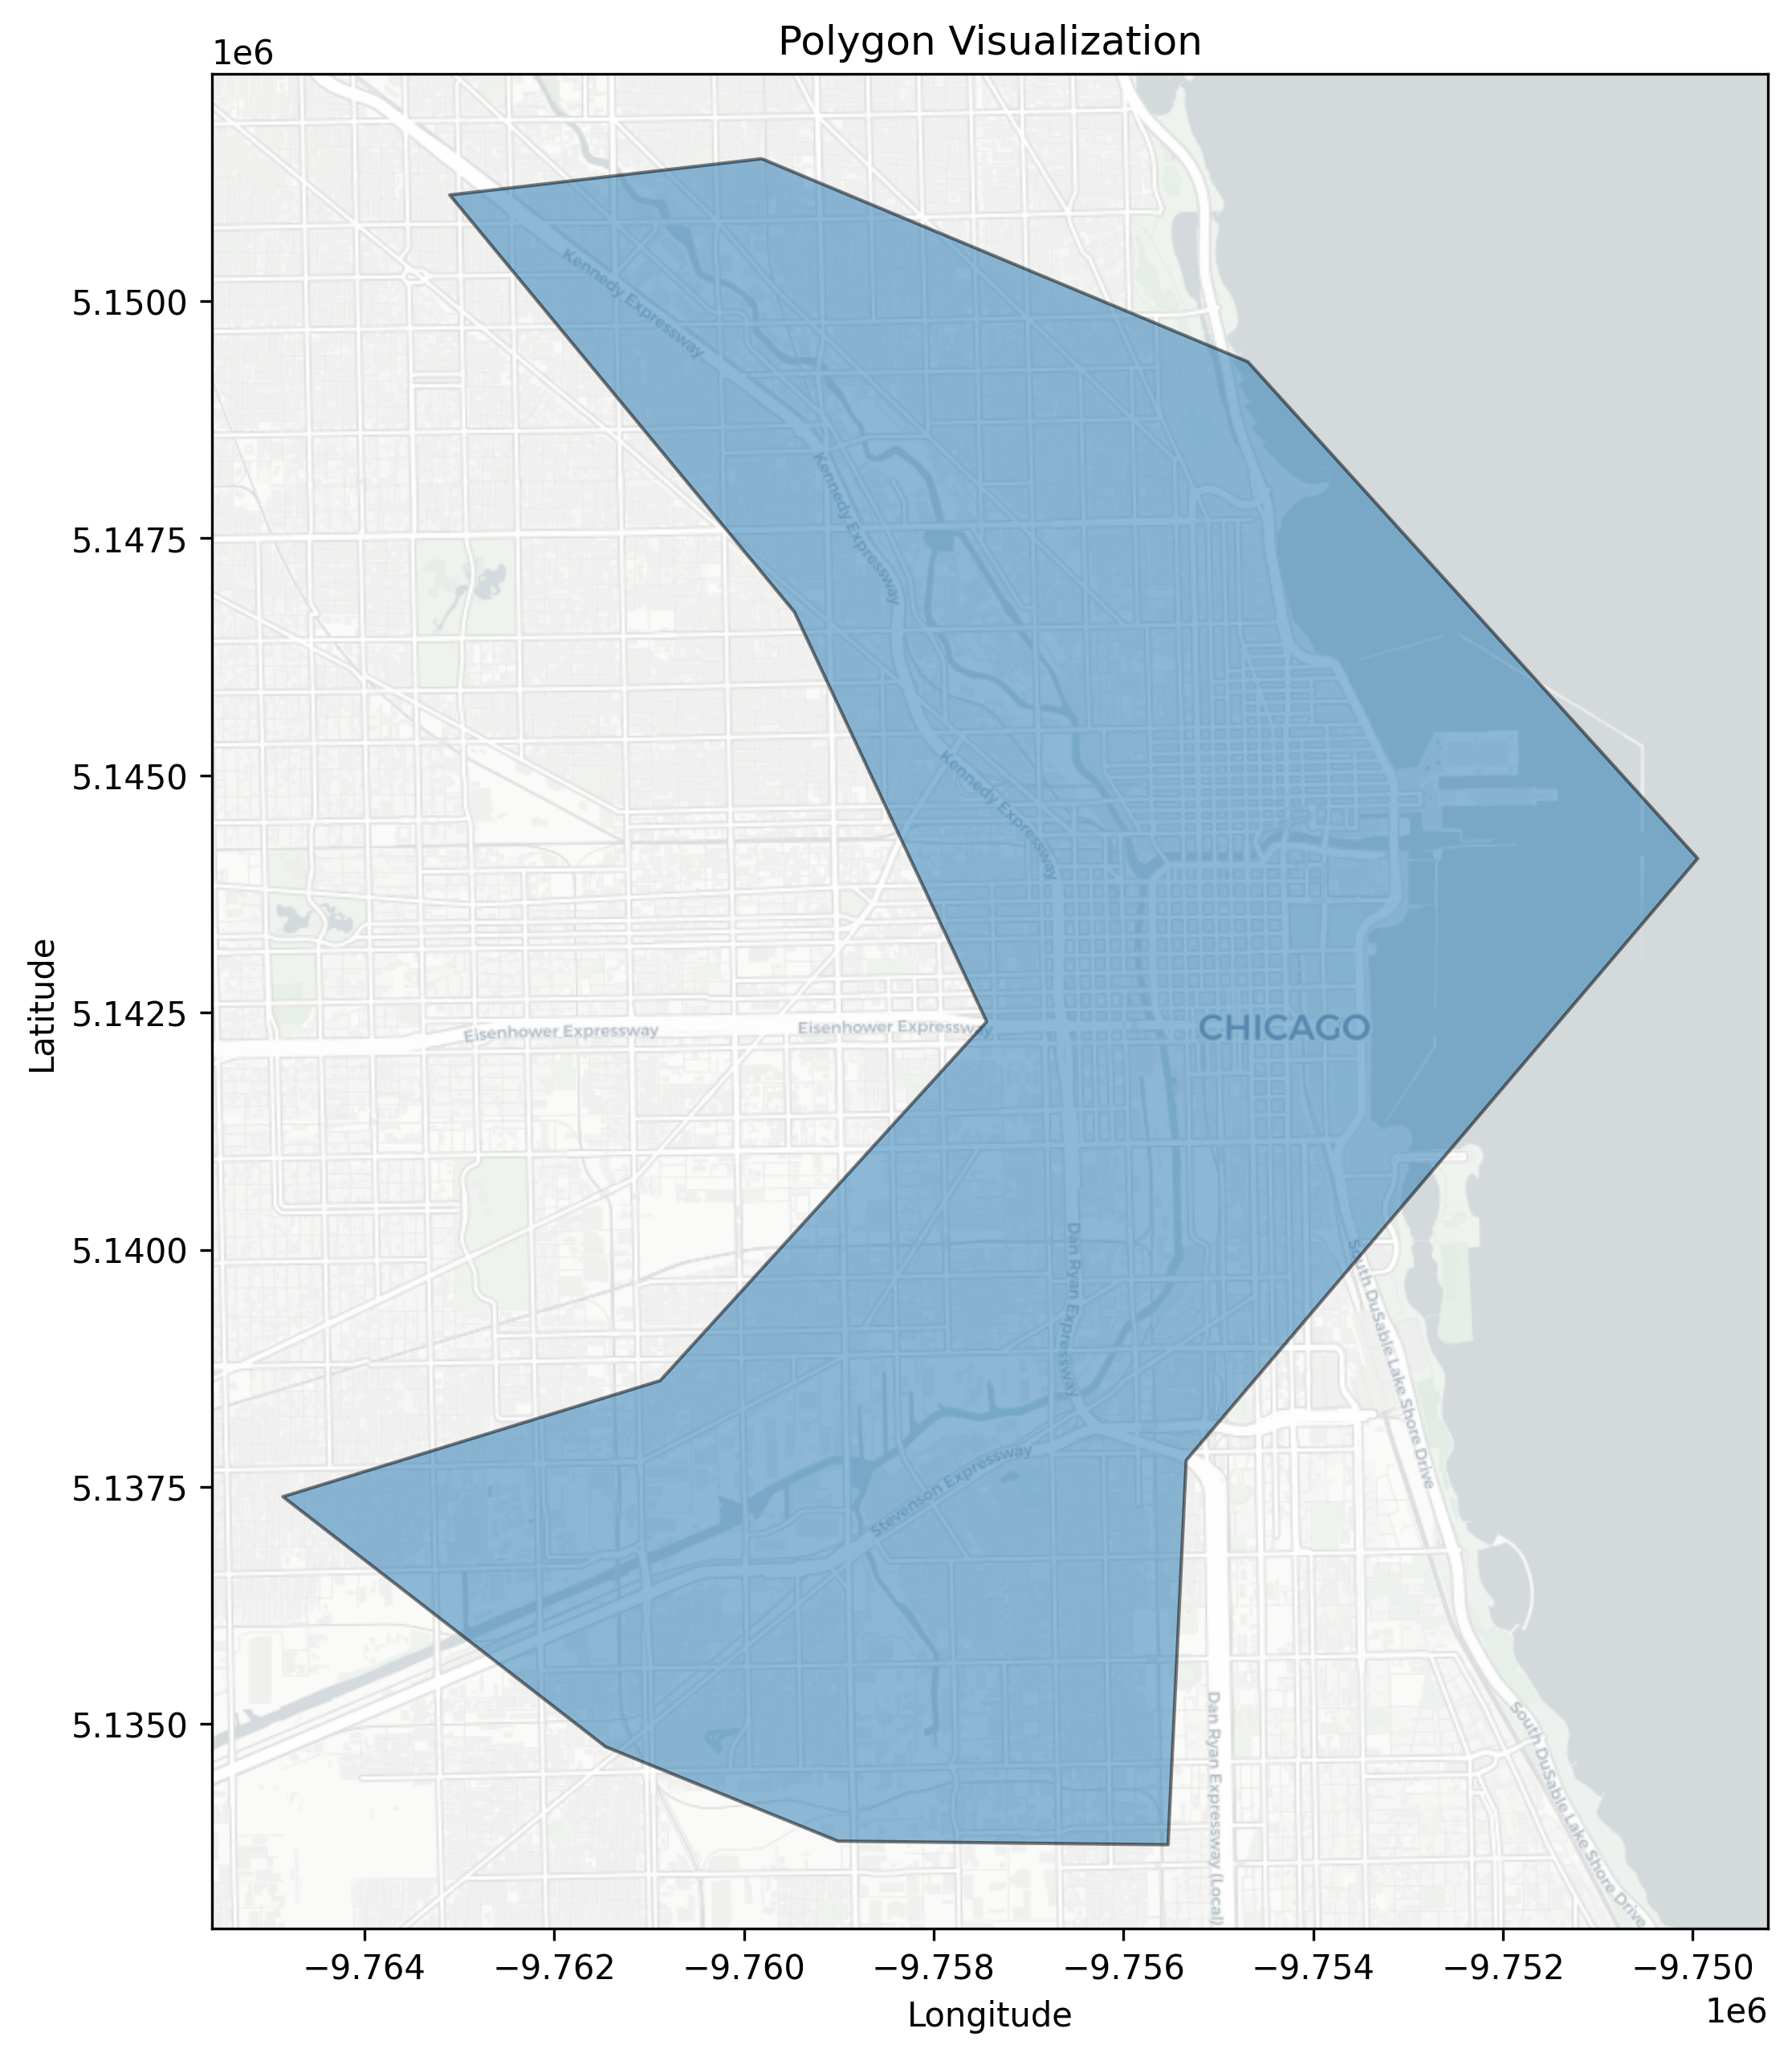 Polygon Visualization
1e6
5.1500
5.1475
5.1450
5.1425
5.1400
5.1375
5.1350
Latitude
Kennedy Expressway
Kennedy Expressway
Kennedy Expressway
Eisenhower Expressway
Eisenhower Expressway
CHICAGO
Dan Ryan Expressway
South DuSable Lake Shore Drive
Stevenson Expressway
Dan Ryan Expressway (Local)
South DuSable Lake Shore Drive
−9.764
−9.762
−9.760
−9.758
−9.756
−9.754
−9.752
−9.750
Longitude
1e6